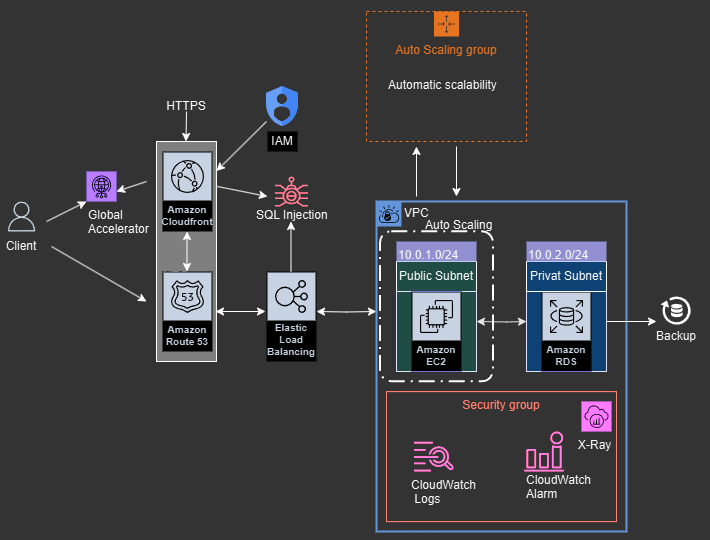 Auto Scaling group
Automatic scalability
HTTPS
IAM
Amazon
Cloudfront
SQL Injection
Global
Accelerator
Client
53
Amazon
Route 53
Elastic
Load
Balancing
VPC
Auto Scaling
10.0.1.0/24
Public Subnet
Amazon
EC2
10.0.2.0/24
Privat Subnet
Amazon
RDS
Backup
Security group
X-Ray
CloudWatch
Logs
CloudWatch
Alarm